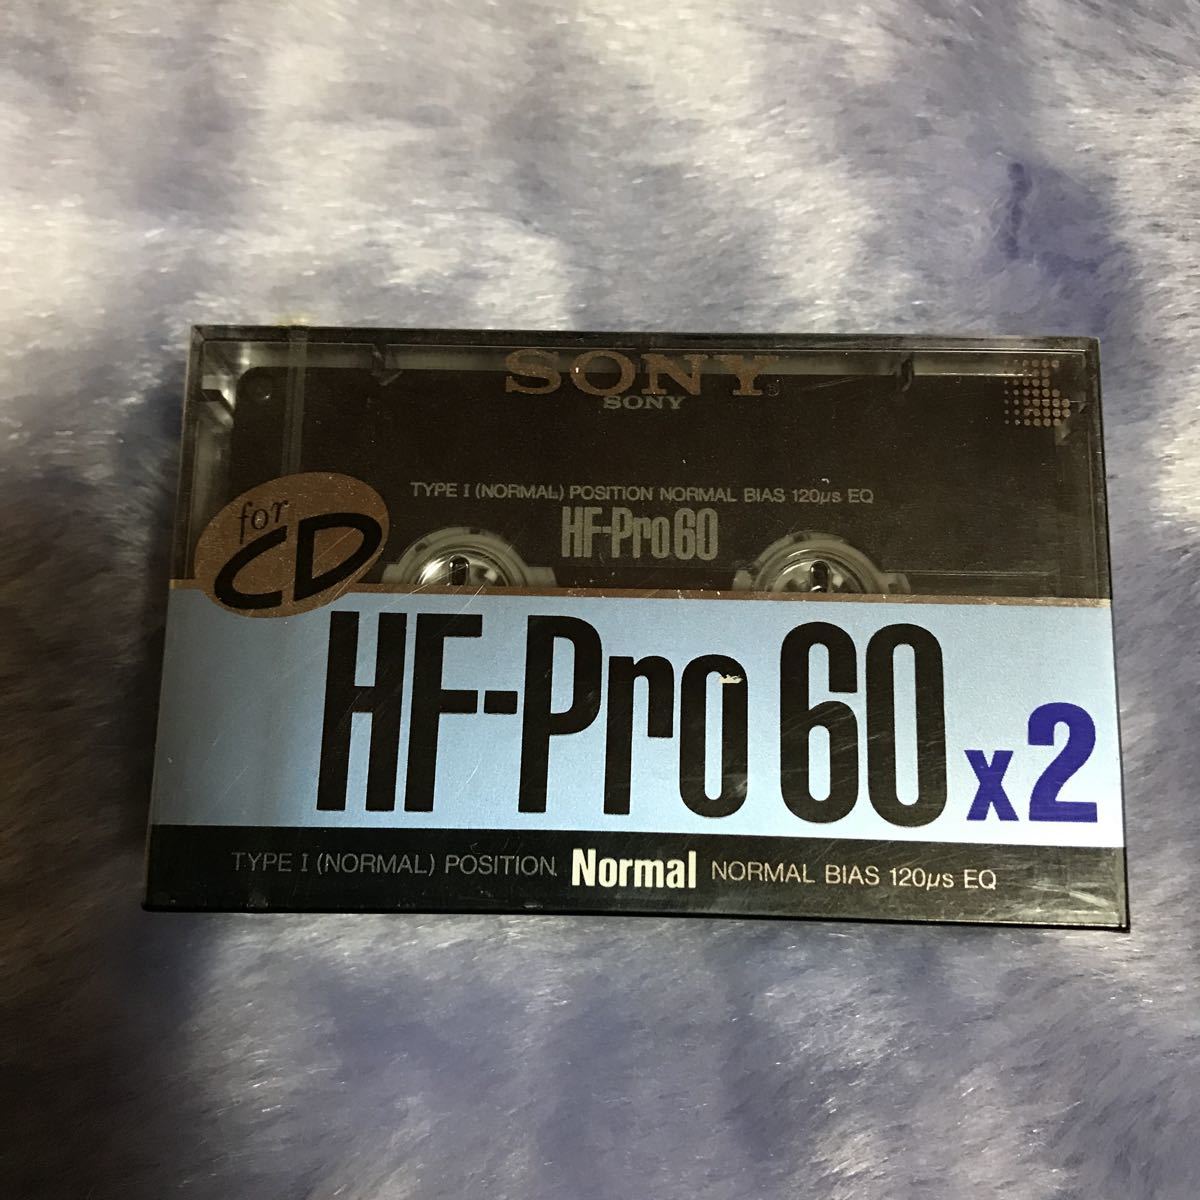 SONY®
SONY
TYPE I (NORMAL) POSITION NORMAL BIAS 120µs EQ
HF-Pro60
for
CD
HF-Pro 60 x2
TYPE I (NORMAL) POSITION Normal NORMAL BIAS 120µs EQ